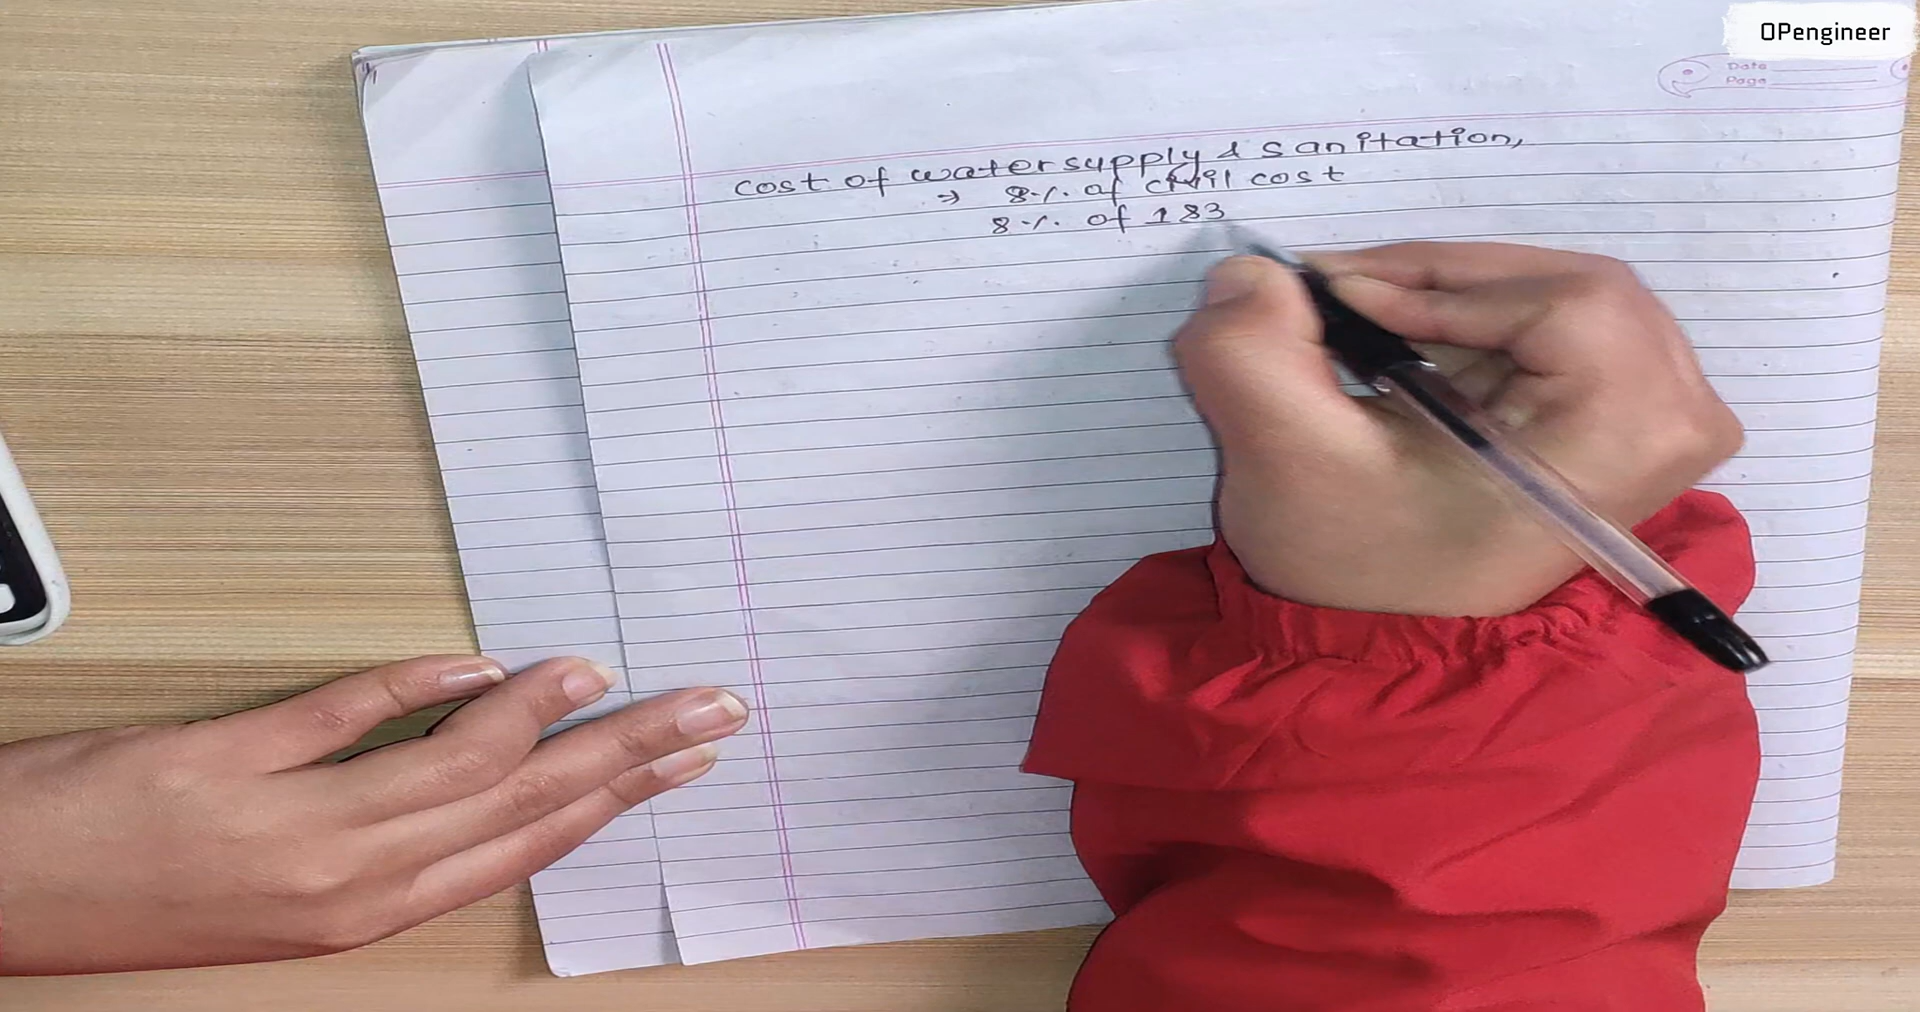 OPengineer
Date
Page
cost of water supply & sanitation,
→ 8 % of civil cost
8 % of 183